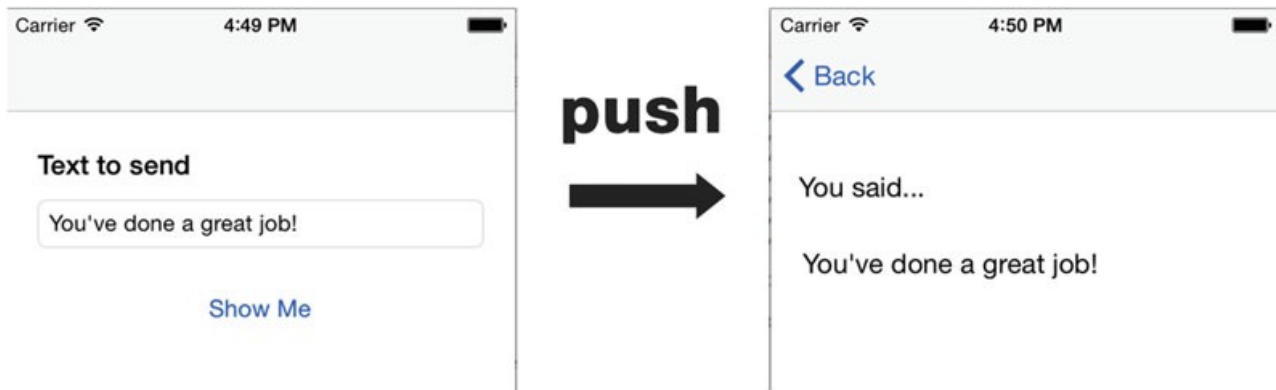 Carrier 4:49 PM
Text to send
You've done a great job!
Show Me
push
Carrier 4:50 PM
Back
You said...
You've done a great job!